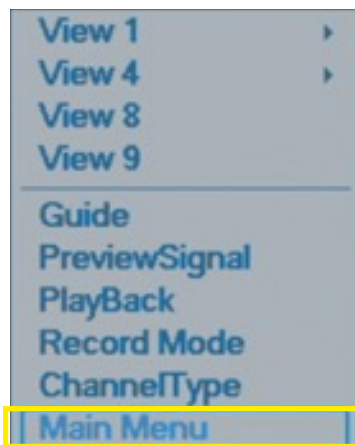 View 1
View 4
View 8
View 9
Guide
PreviewSignal
PlayBack
Record Mode
ChannelType
Main Menu